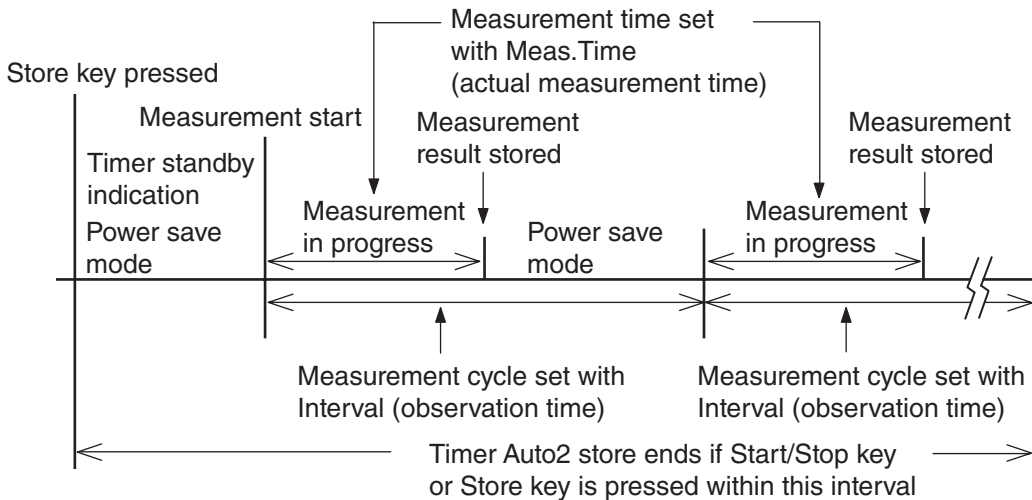 Measurement time set
with Meas.Time
(actual measurement time)
Store key pressed
Measurement start
Measurement
result stored
Measurement
result stored
Timer standby
indication
Power save
mode
Measurement
in progress
Power save
mode
Measurement
in progress
Measurement cycle set with
Interval (observation time)
Measurement cycle set with
Interval (observation time)
Timer Auto2 store ends if Start/Stop key
or Store key is pressed within this interval